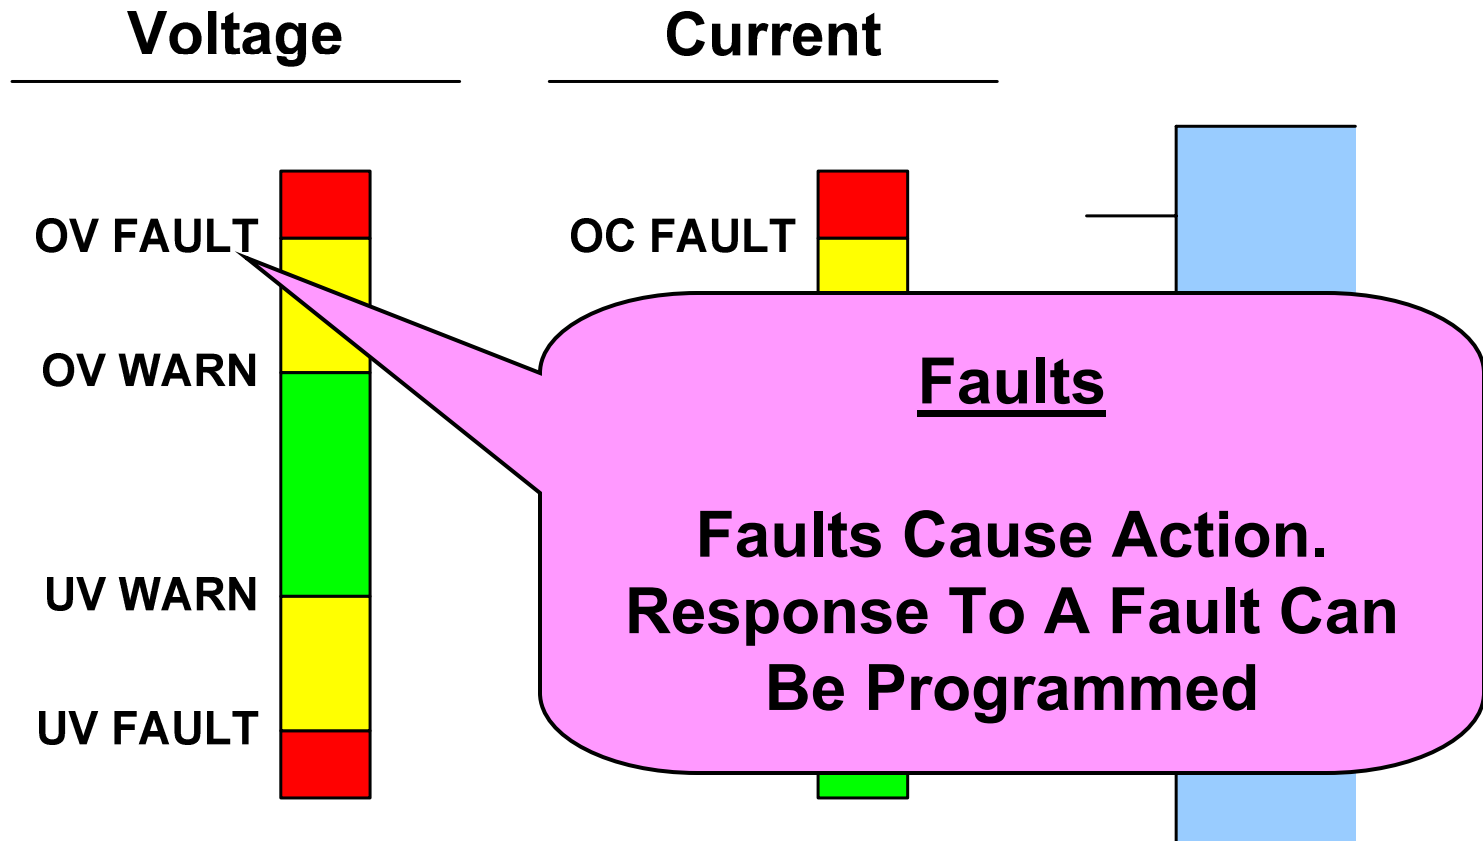 Voltage
Current
OV FAULT
OC FAULT
OV WARN
UV WARN
UV FAULT
Faults
Faults Cause Action.
Response To A Fault Can
Be Programmed